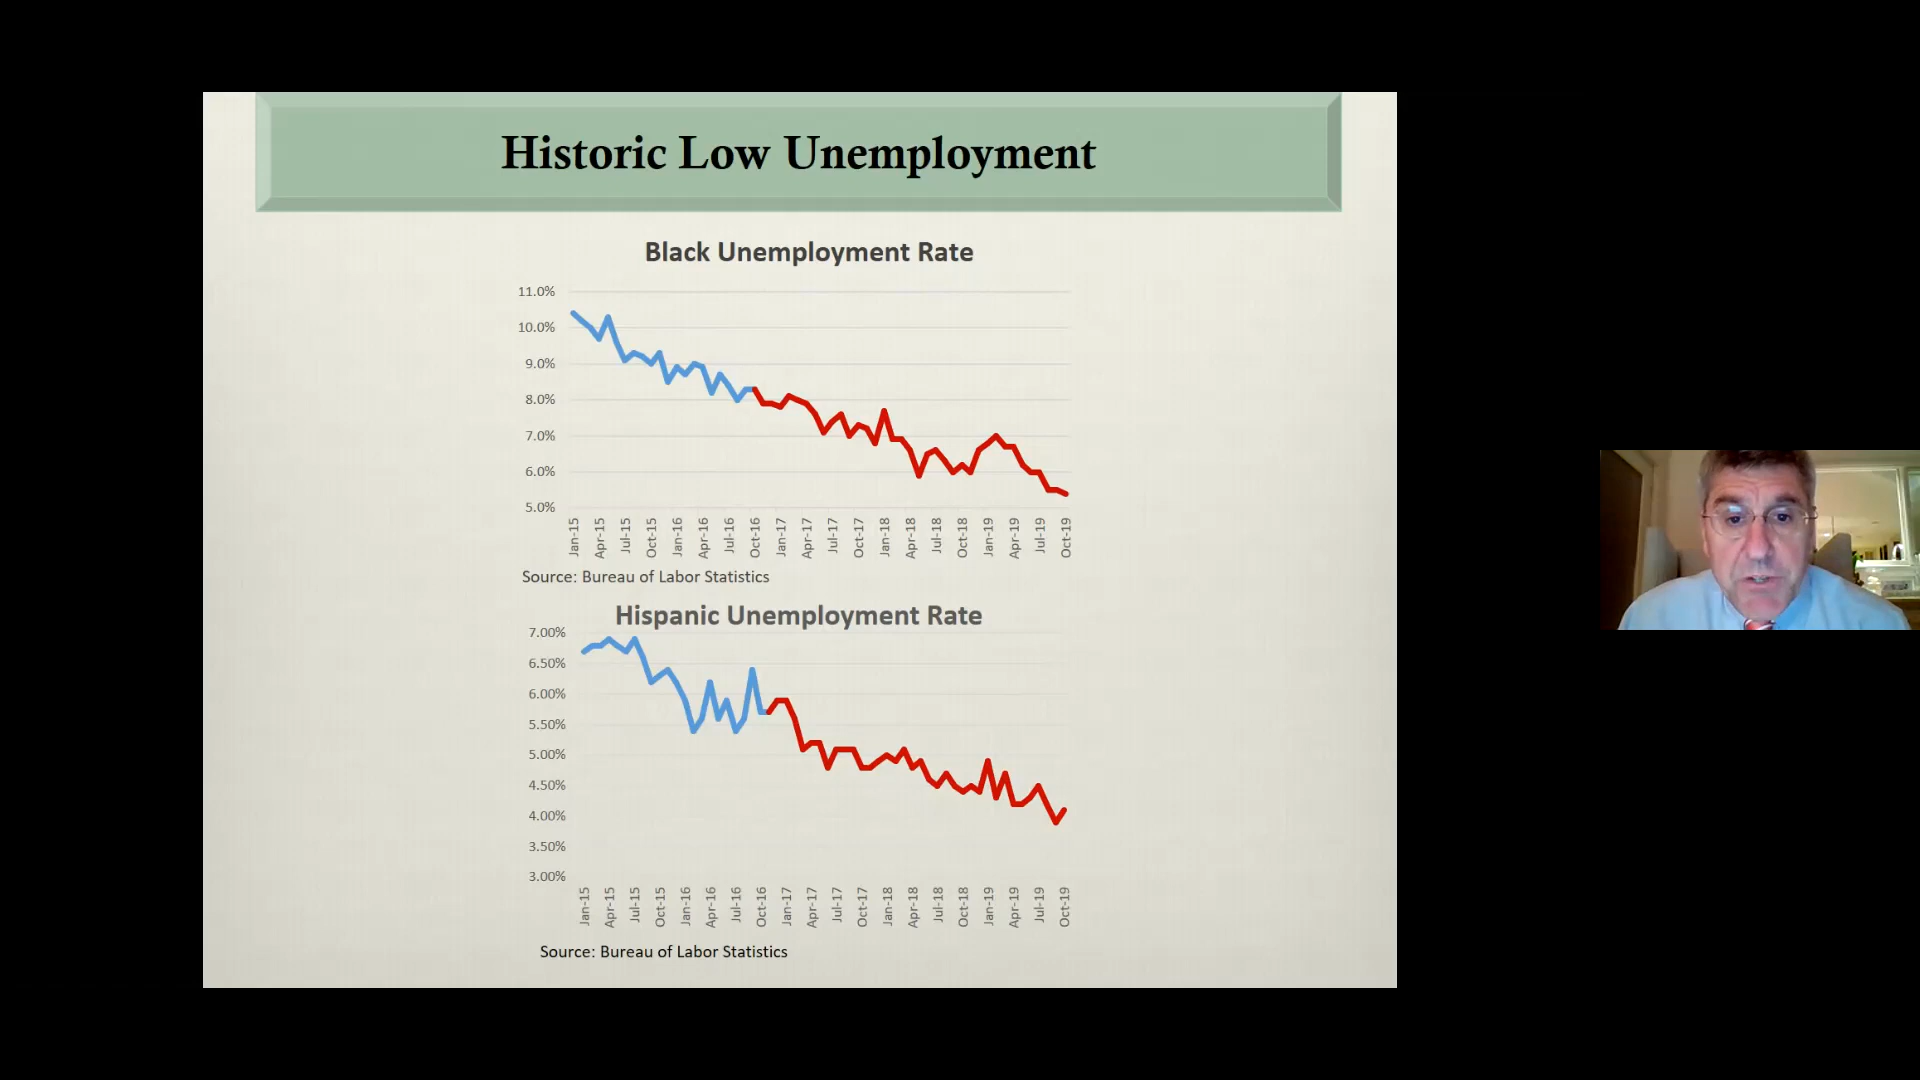 Historic Low Unemployment
Black Unemployment Rate
11.0%
10.0%
9.0%
8.0%
7.0%
6.0%
5.0%
Jan-15 Apr-15 Jul-15 Oct-15 Jan-16 Apr-16 Jul-16 Oct-16 Jan-17 Apr-17 Jul-17 Oct-17 Jan-18 Apr-18 Jul-18 Oct-18 Jan-19 Apr-19 Jul-19 Oct-19
Source: Bureau of Labor Statistics
Hispanic Unemployment Rate
7.00%
6.50%
6.00%
5.50%
5.00%
4.50%
4.00%
3.50%
3.00%
Jan-15 Apr-15 Jul-15 Oct-15 Jan-16 Apr-16 Jul-16 Oct-16 Jan-17 Apr-17 Jul-17 Oct-17 Jan-18 Apr-18 Jul-18 Oct-18 Jan-19 Apr-19 Jul-19 Oct-19
Source: Bureau of Labor Statistics